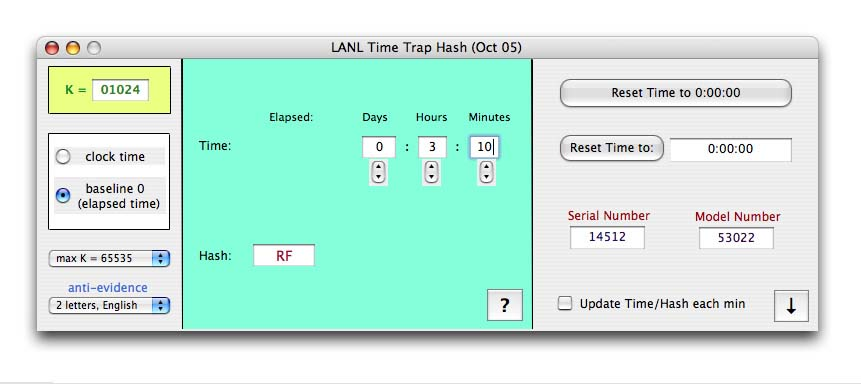 LANL Time Trap Hash (Oct 05)
K = 01024
clock time
baseline 0
(elapsed time)
max K = 65535
anti-evidence
2 letters, English
Elapsed: Days Hours Minutes
Time: 0 : 3 : 10
Hash: RF
?
Reset Time to 0:00:00
Reset Time to: 0:00:00
Serial Number Model Number
14512 53022
Update Time/Hash each min ↓